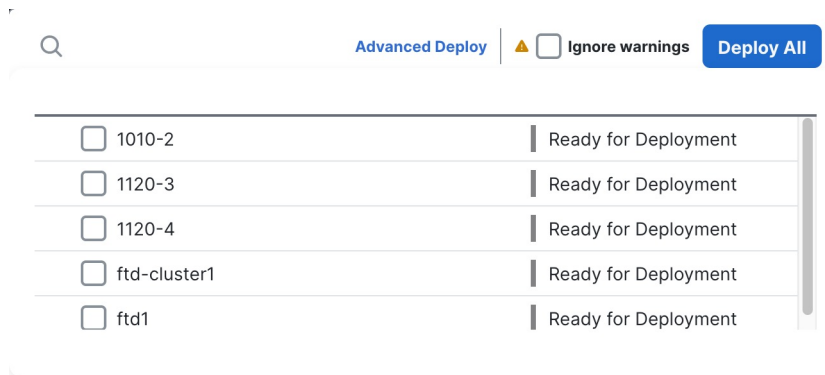 Advanced Deploy Ignore warnings Deploy All
1010-2 Ready for Deployment
1120-3 Ready for Deployment
1120-4 Ready for Deployment
ftd-cluster1 Ready for Deployment
ftd1 Ready for Deployment